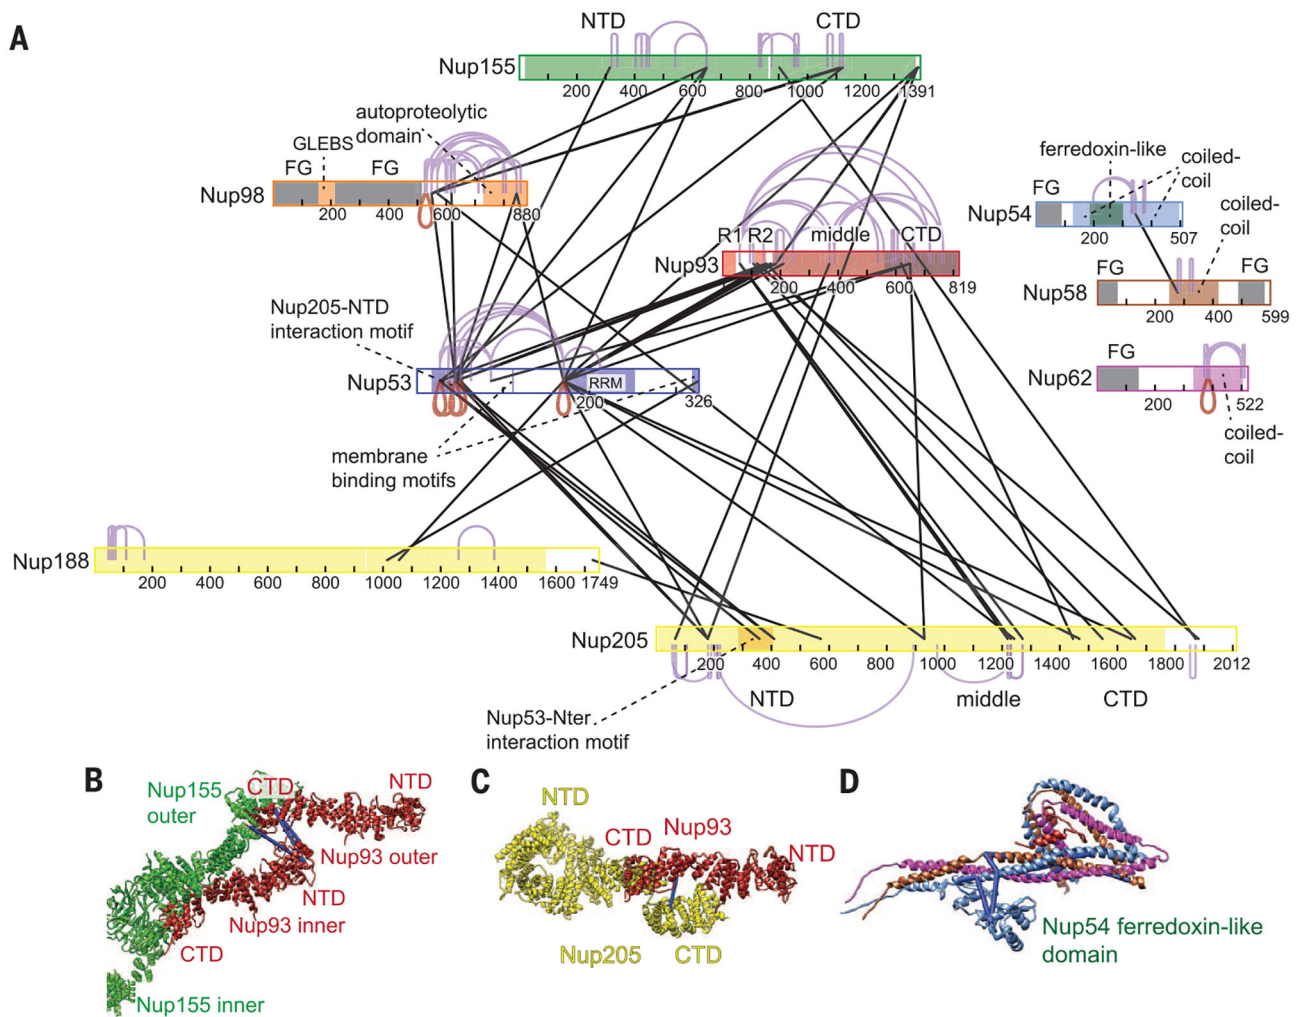 A
NTD
CTD
Nup155
200
400
600
800
1000
1200
1391
autoproteolytic
domain
GLEBS
FG
FG
Nup98
200
400
600
880
R1
R2
middle
CTD
Nup93
200
400
600
819
ferredoxin-like
coiled-
coil
FG
Nup54
200
507
coiled-
coil
FG
FG
Nup58
200
400
599
FG
Nup62
200
522
coiled-
coil
Nup205-NTD
interaction motif
Nup53
RRM
200
326
membrane
binding motifs
Nup188
200
400
600
800
1000
1200
1400
1600
1749
Nup205
200
400
600
800
1000
1200
1400
1600
1800
2012
NTD
middle
CTD
Nup53-Nter
interaction motif
B
Nup155
outer
CTD
NTD
Nup93 outer
NTD
Nup93 inner
CTD
Nup155 inner
C
NTD
CTD
Nup93
NTD
Nup205
CTD
D
Nup54 ferredoxin-like
domain